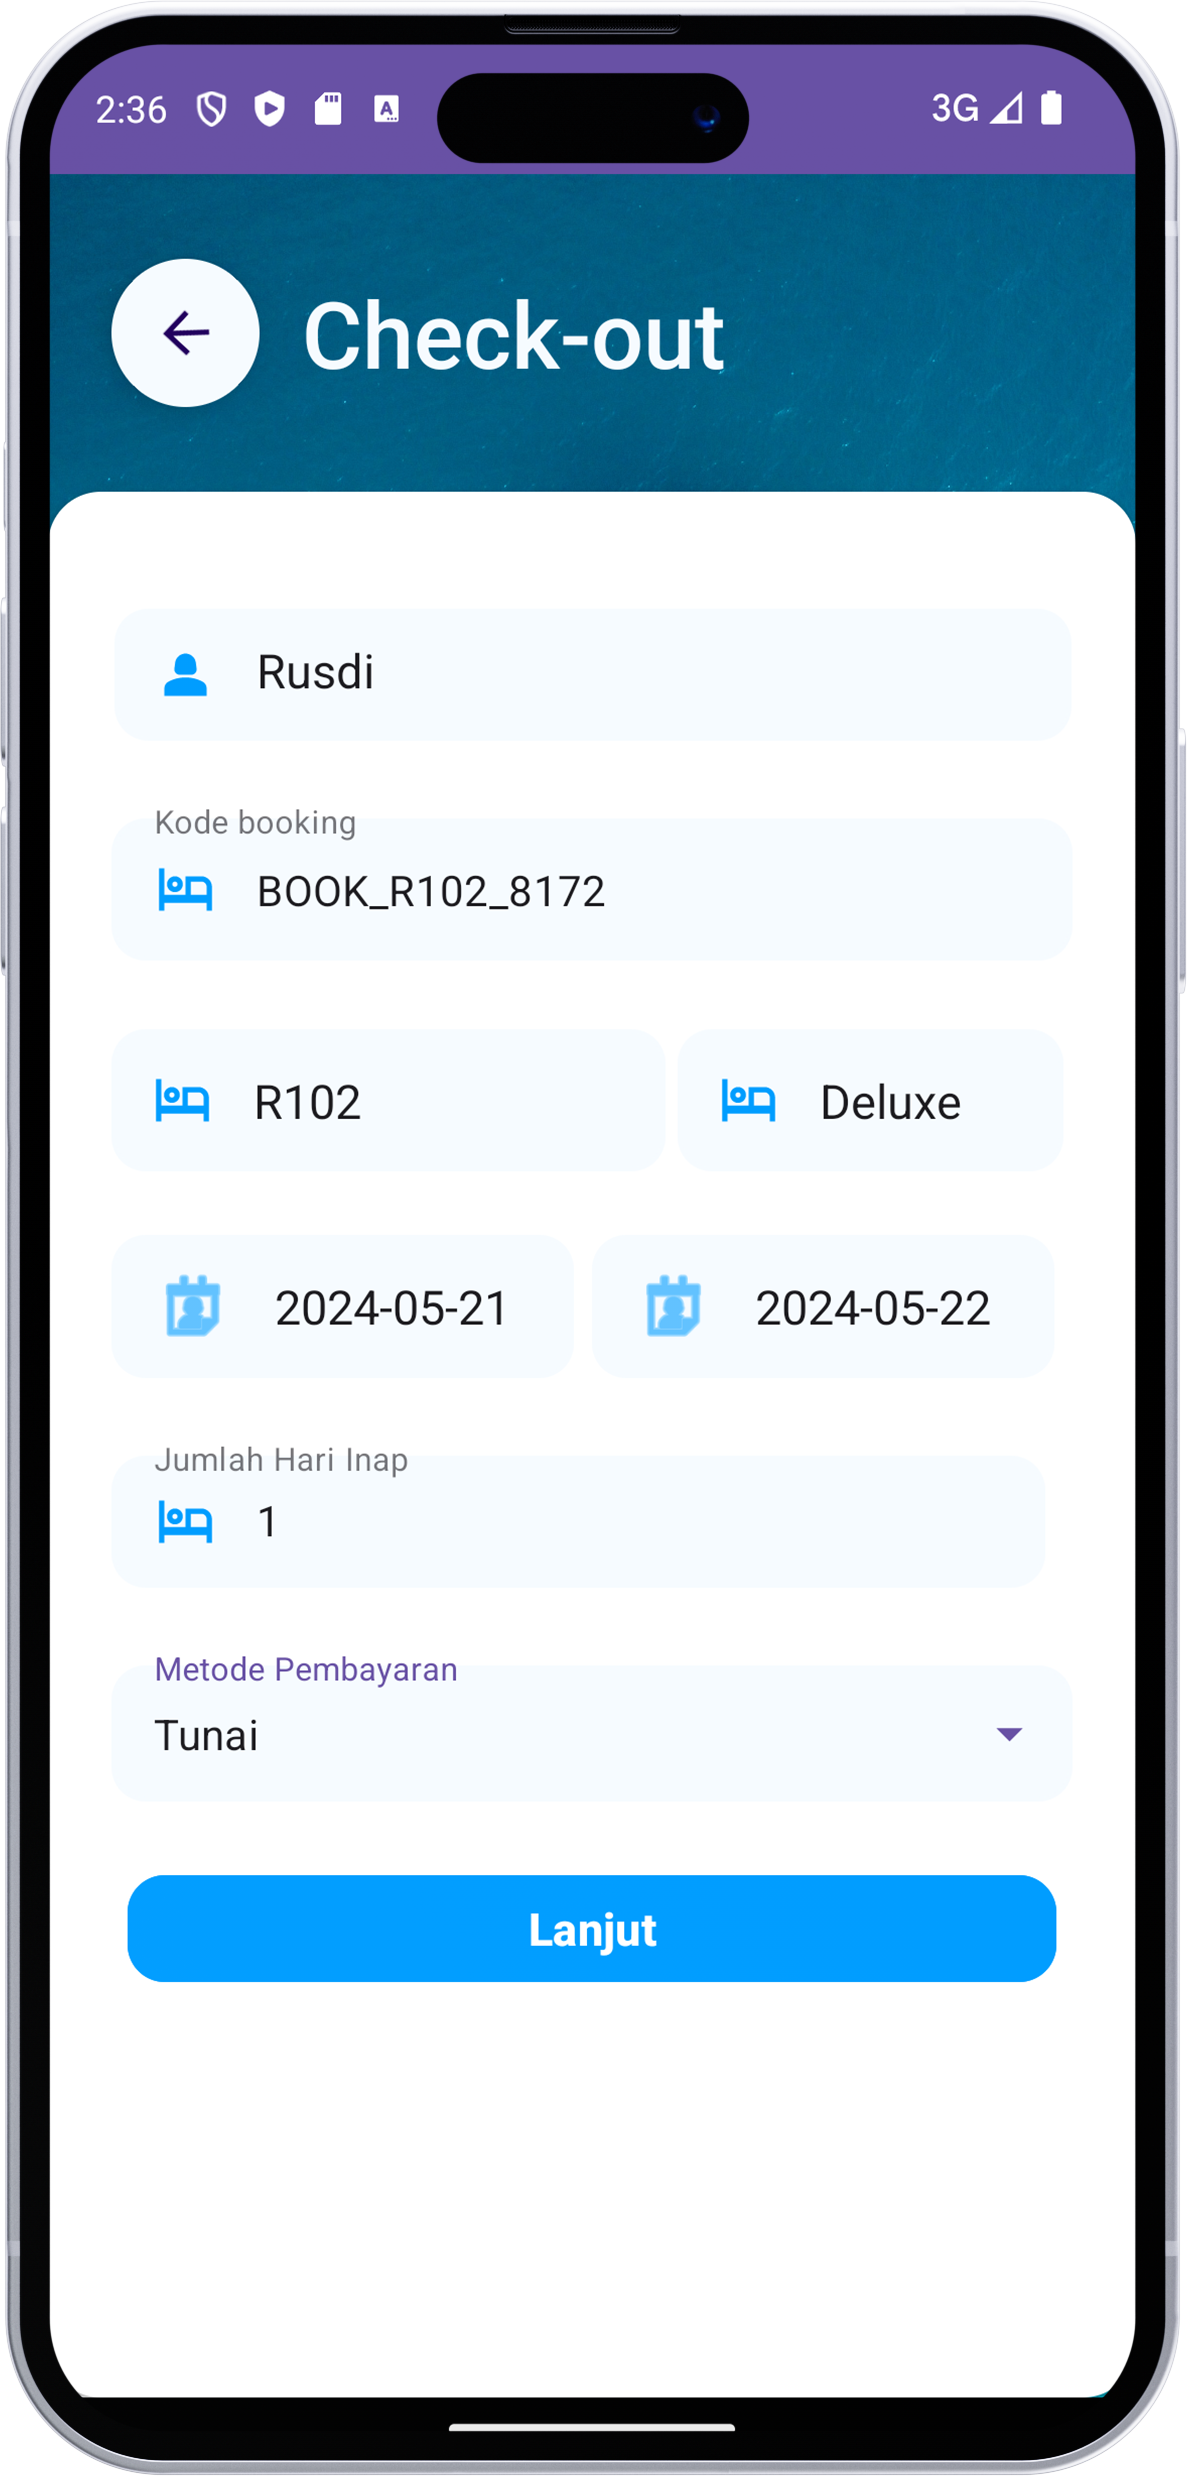 2:36 3G
Check-out
Rusdi
Kode booking
BOOK_R102_8172
R102 Deluxe
2024-05-21 2024-05-22
Jumlah Hari Inap
1
Metode Pembayaran
Tunai
Lanjut